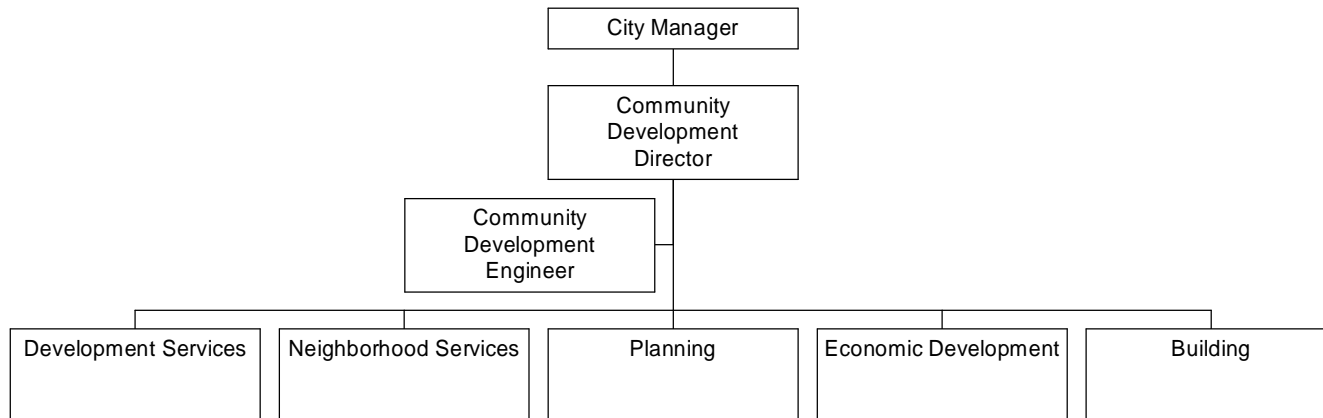 City Manager
Community
Development
Director
Community
Development
Engineer
Development Services
Neighborhood Services
Planning
Economic Development
Building